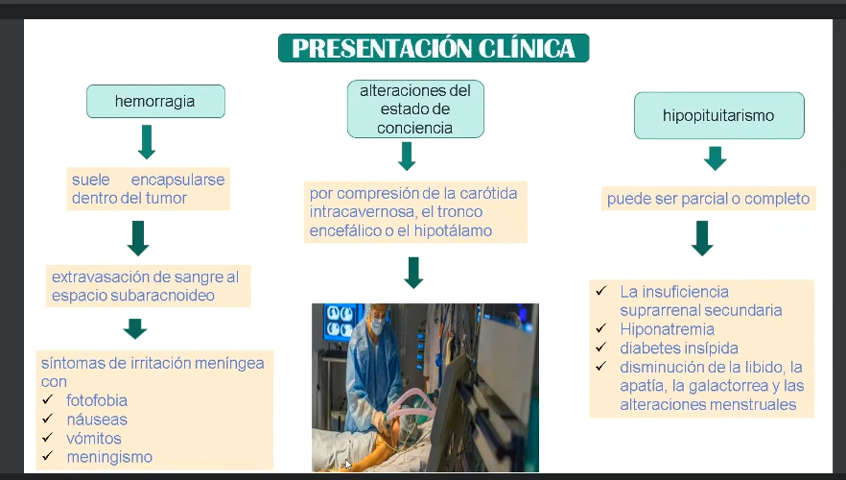 PRESENTACIÓN CLÍNICA
hemorragia
suele encapsularse
dentro del tumor
extravasación de sangre al
espacio subaracnoideo
síntomas de irritación meníngea
con
✓ fotofobia
✓ náuseas
✓ vómitos
✓ meningismo
alteraciones del
estado de
conciencia
por compresión de la carótida
intracavernosa, el tronco
encefálico o el hipotálamo
hipopituitarismo
puede ser parcial o completo
✓ La insuficiencia
suprarrenal secundaria
✓ Hiponatremia
✓ diabetes insípida
✓ disminución de la libido, la
apatía, la galactorrea y las
alteraciones menstruales